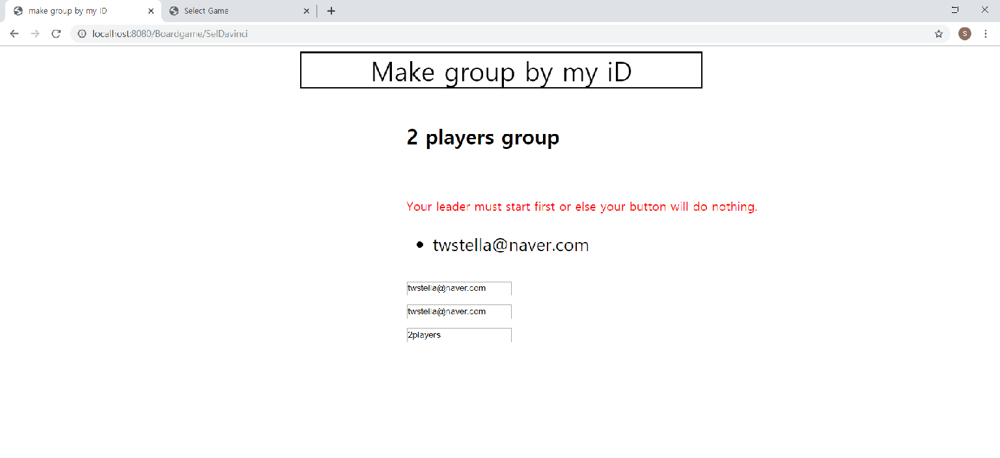 make group by my iD
Select Game
localhost:8080/Boardgame/SelDavinci
S
Make group by my iD
2 players group
Your leader must start first or else your button will do nothing.
twstella@naver.com
twstella@naver.com
twstella@naver.com
2players